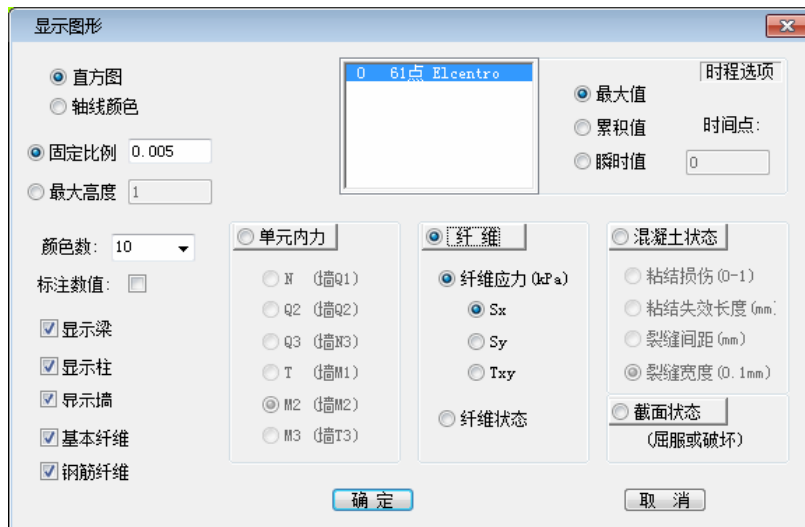 显示图形
直方图
轴线颜色
固定比例 0.005
最大高度 1
0 61点 Elcentro
时程选项
最大值
累积值 时间点:
瞬时值 0
颜色数: 10
标注数值:
显示梁
显示柱
显示墙
基本纤维
钢筋纤维
单元内力
N (墙Q1)
Q2 (墙Q2)
Q3 (墙N3)
T (墙M1)
M2 (墙M2)
M3 (墙T3)
纤 维
纤维应力(kPa)
Sx
Sy
Txy
纤维状态
混凝土状态
粘结损伤(0-1)
粘结失效长度(mm)
裂缝间距(mm)
裂缝宽度(0.1mm)
截面状态
(屈服或破坏)
确 定
取 消